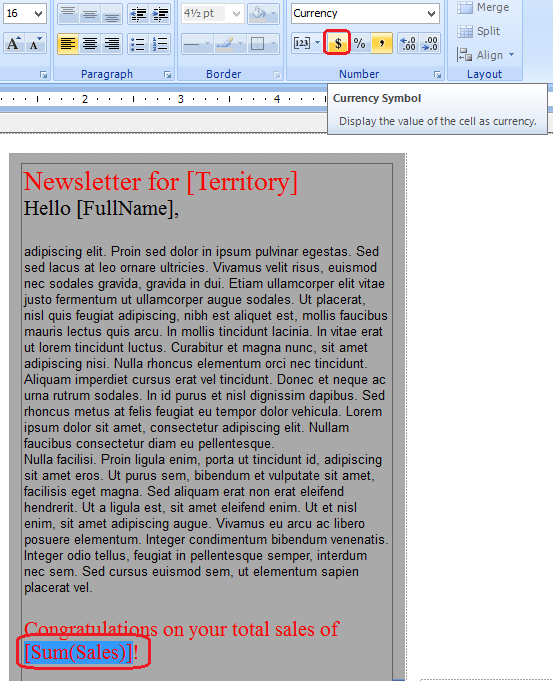 16
4½ pt
Currency
Merge
Split
Align
A A
[123] $ % , ←.00 .00 →.0
Paragraph
Border
Number
Layout
2 3 4
Currency Symbol
Display the value of the cell as currency.
Newsletter for [Territory]
Hello [FullName],
adipiscing elit. Proin sed dolor in ipsum pulvinar egestas. Sed
sed lacus at leo ornare ultricies. Vivamus velit risus, euismod
nec sodales gravida, gravida in dui. Etiam ullamcorper elit vitae
justo fermentum ut ullamcorper augue sodales. Ut placerat,
nisl quis feugiat adipiscing, nibh est aliquet est, mollis faucibus
mauris lectus quis arcu. In mollis tincidunt lacinia. In vitae erat
ut lorem tincidunt luctus. Curabitur et magna nunc, sit amet
adipiscing nisi. Nulla rhoncus elementum orci nec tincidunt.
Aliquam imperdiet cursus erat vel tincidunt. Donec et neque ac
urna rutrum sodales. In id purus et nisl dignissim dapibus. Sed
rhoncus metus at felis feugiat eu tempor dolor vehicula. Lorem
ipsum dolor sit amet, consectetur adipiscing elit. Nullam
faucibus consectetur diam eu pellentesque.
Nulla facilisi. Proin ligula enim, porta ut tincidunt id, adipiscing
sit amet eros. Ut purus sem, bibendum et vulputate sit amet,
facilisis eget magna. Sed aliquam erat non erat eleifend
hendrerit. Ut a ligula est, sit amet eleifend enim. Ut et nisl
enim, sit amet adipiscing augue. Vivamus eu arcu ac libero
posuere elementum. Integer condimentum bibendum venenatis.
Integer odio tellus, feugiat in pellentesque semper, interdum
nec sem. Sed cursus euismod sem, ut elementum sapien
placerat vel.
Congratulations on your total sales of
[Sum(Sales)]!